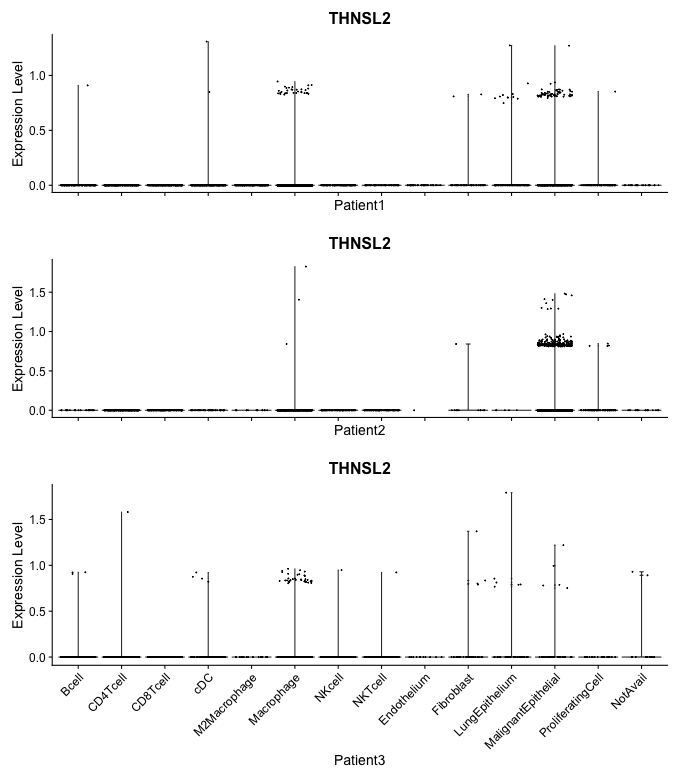 THNSL2
Expression Level
1.0
0.5
0.0
Patient1
THNSL2
Expression Level
1.5
1.0
0.5
0.0
Patient2
THNSL2
Expression Level
1.5
1.0
0.5
0.0
Bcell
CD4Tcell
CD8Tcell
cDC
M2Macrophage
Macrophage
NKcell
NKTcell
Endothelium
Fibroblast
LungEpithelium
MalignantEpithelial
ProliferatingCell
NotAvail
Patient3